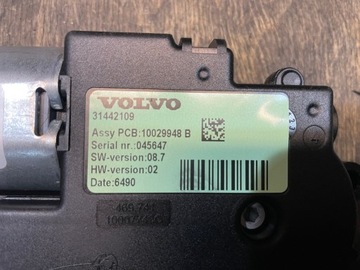 VOLVO
31442109
Assy PCB:10029948 B
Serial nr.:045647
SW-version:08.7
HW-version:02
Date:6490